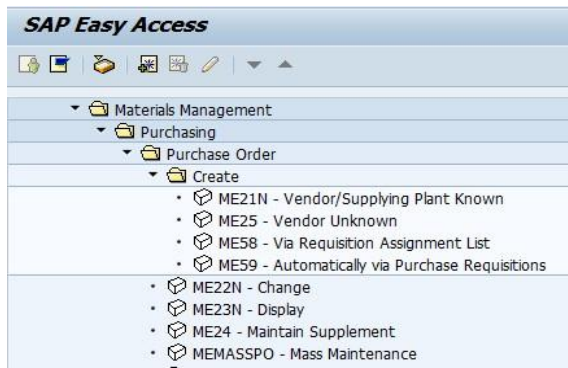 SAP Easy Access
Materials Management
Purchasing
Purchase Order
Create
ME21N - Vendor/Supplying Plant Known
ME25 - Vendor Unknown
ME58 - Via Requisition Assignment List
ME59 - Automatically via Purchase Requisitions
ME22N - Change
ME23N - Display
ME24 - Maintain Supplement
MEMASSPO - Mass Maintenance